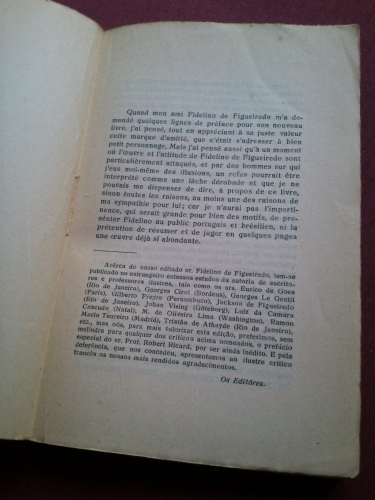 Quand mon ami Fidelino de Figueiredo m'a de-
mandé quelques lignes de préface pour son nouveau
livre, j'ai pensé, tout en appréciant à sa juste valeur
cette marque d'amitié, que c'était s'adresser à bien
petit personnage. Mais j'ai pensé aussi qu'à un moment
où l'œuvre et l'attitude de Fidelino de Figueiredo sont
particulièrement attaqués, et par des hommes sur qui
j'eus moi-même des illusions, un refus pourrait être
interprété comme une lâche dérobade et que je ne
pouvais me dispenser de dire, à propos de ce livre,
sinon toutes les raisons, au moins une des raisons de
ma sympathie pour lui; car je n'aurai pas l'imperti-
nence, qui serait grande pour bien des motifs, de pré-
senter Fidelino au public portugais et brésilien, ni la
prétention de résumer et de juger en quelques pages
une œuvre déjà si abondante.
Acêrca do nosso editado sr. Fidelino de Figueiredo, tem-se
publicado no estrangeiro extensos estudos da autoria de escrito-
res e professores ilustres, tais como os srs. Eurico de Goes
(Rio de Janeiro), Georges Cirot (Bordeus), Georges Le Gentil
(Paris), Gilberto Freire (Pernambuco), Jackson de Figueiredo
(Rio de Janeiro), Johan Vising (Göteborg), Luiz da Camara
Cascudo (Natal), M. de Oliveira Lima (Washington), Ramon
Maria Tenreiro (Madrid), Tristão de Athayde (Rio de Janeiro),
etc., mas nós, para mais valorizar esta edição, preferimos, sem
melindre para qualquer dos críticos acima nomeados, o prefácio
especial do sr. Prof. Robert Ricard, por ser ainda inédito. E pela
deferência, que nos concedeu, apresentamos ao ilustre crítico
francês os nossos mais rendidos agradecimentos.
Os Editôres.